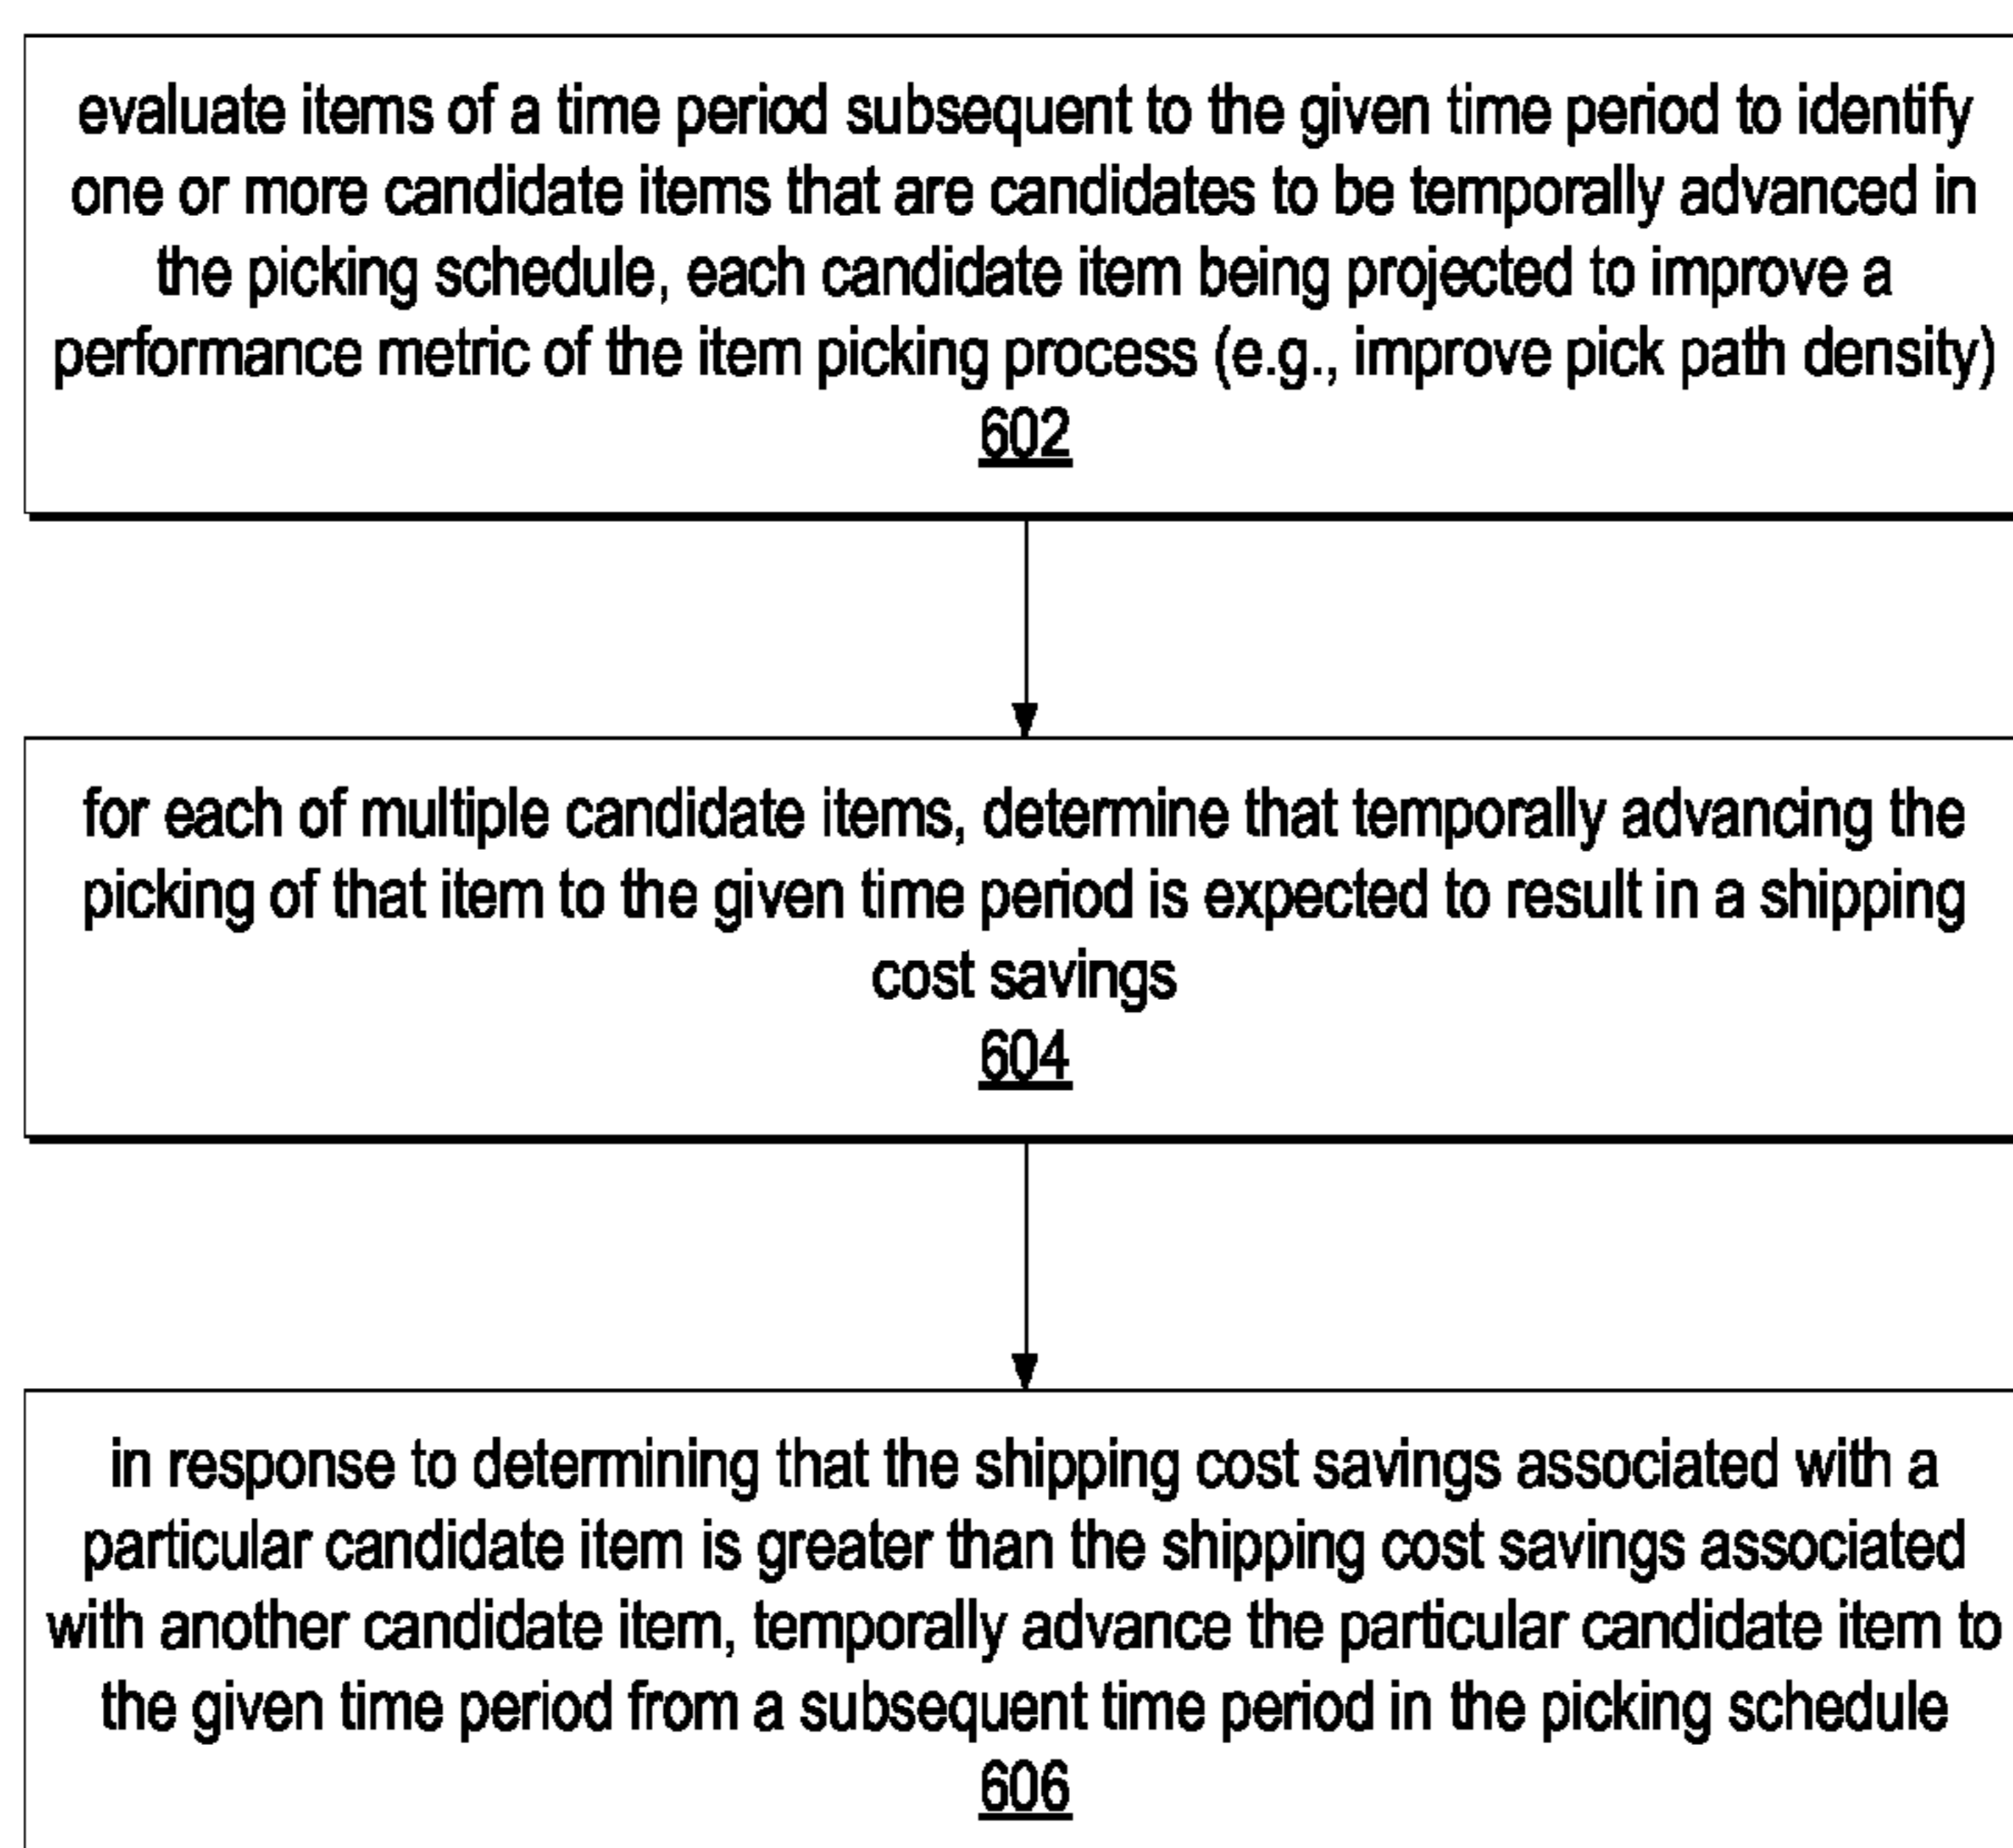 evaluate items of a time period subsequent to the given time period to identify
one or more candidate items that are candidates to be temporally advanced in
the picking schedule, each candidate item being projected to improve a
performance metric of the item picking process (e.g., improve pick path density)
602
for each of multiple candidate items, determine that temporally advancing the
picking of that item to the given time period is expected to result in a shipping
cost savings
604
in response to determining that the shipping cost savings associated with a
particular candidate item is greater than the shipping cost savings associated
with another candidate item, temporally advance the particular candidate item to
the given time period from a subsequent time period in the picking schedule
606